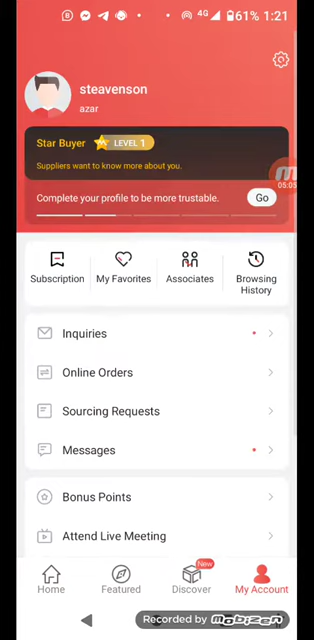 4G 61% 1:21
steavenson
azar
Star Buyer LEVEL 1
Suppliers want to know more about you.
05:05
Complete your profile to be more trustable. Go
Subscription My Favorites Associates Browsing History
Inquiries
Online Orders
Sourcing Requests
Messages
Bonus Points
Attend Live Meeting
New
Home Featured Discover My Account
Recorded by mobizen